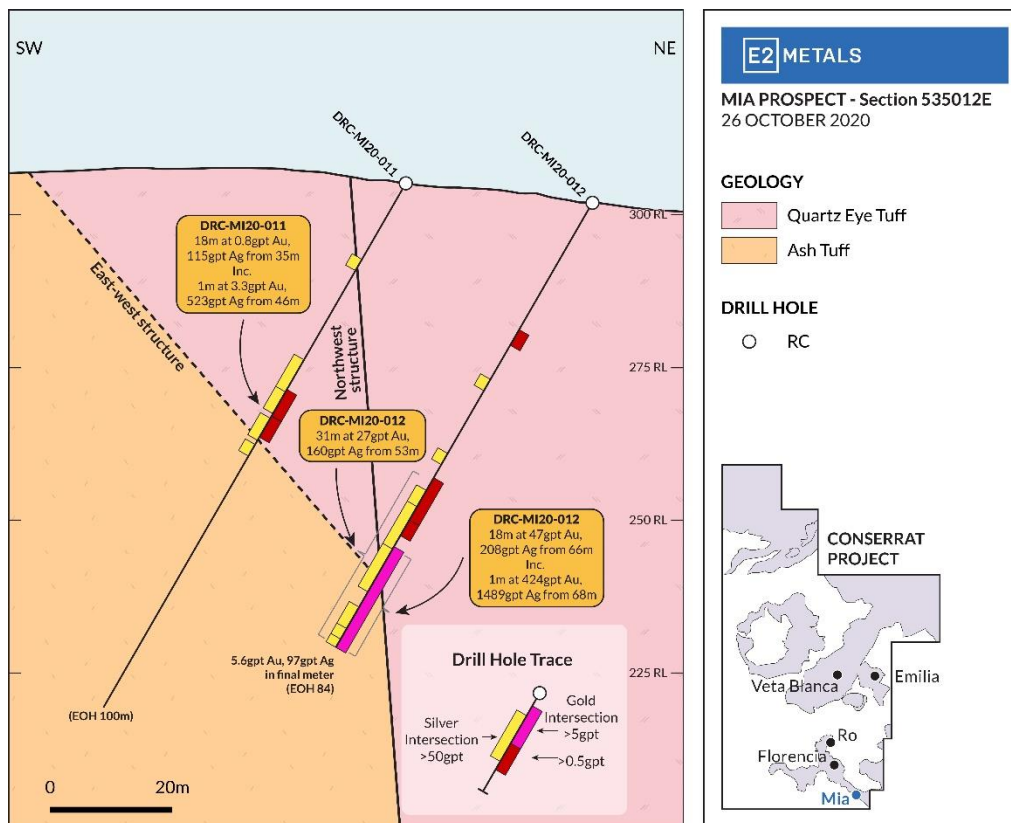 SW
NE
DRC-MI20-011
DRC-MI20-012
300 RL
275 RL
250 RL
225 RL
East-west structure
Northwest
structure
DRC-MI20-011
18m at 0.8gpt Au,
115gpt Ag from 35m
Inc.
1m at 3.3gpt Au,
523gpt Ag from 46m
DRC-MI20-012
31m at 27gpt Au,
160gpt Ag from 53m
DRC-MI20-012
18m at 47gpt Au,
208gpt Ag from 66m
Inc.
1m at 424gpt Au,
1489gpt Ag from 68m
5.6gpt Au, 97gpt Ag
in final meter
(EOH 84)
(EOH 100m)
Drill Hole Trace
Silver
Intersection
>50gpt
Gold
Intersection
>5gpt
>0.5gpt
0 20m
E2 METALS
MIA PROSPECT - Section 535012E
26 OCTOBER 2020
GEOLOGY
Quartz Eye Tuff
Ash Tuff
DRILL HOLE
RC
CONSERRAT
PROJECT
Veta Blanca
Emilia
Ro
Florencia
Mia